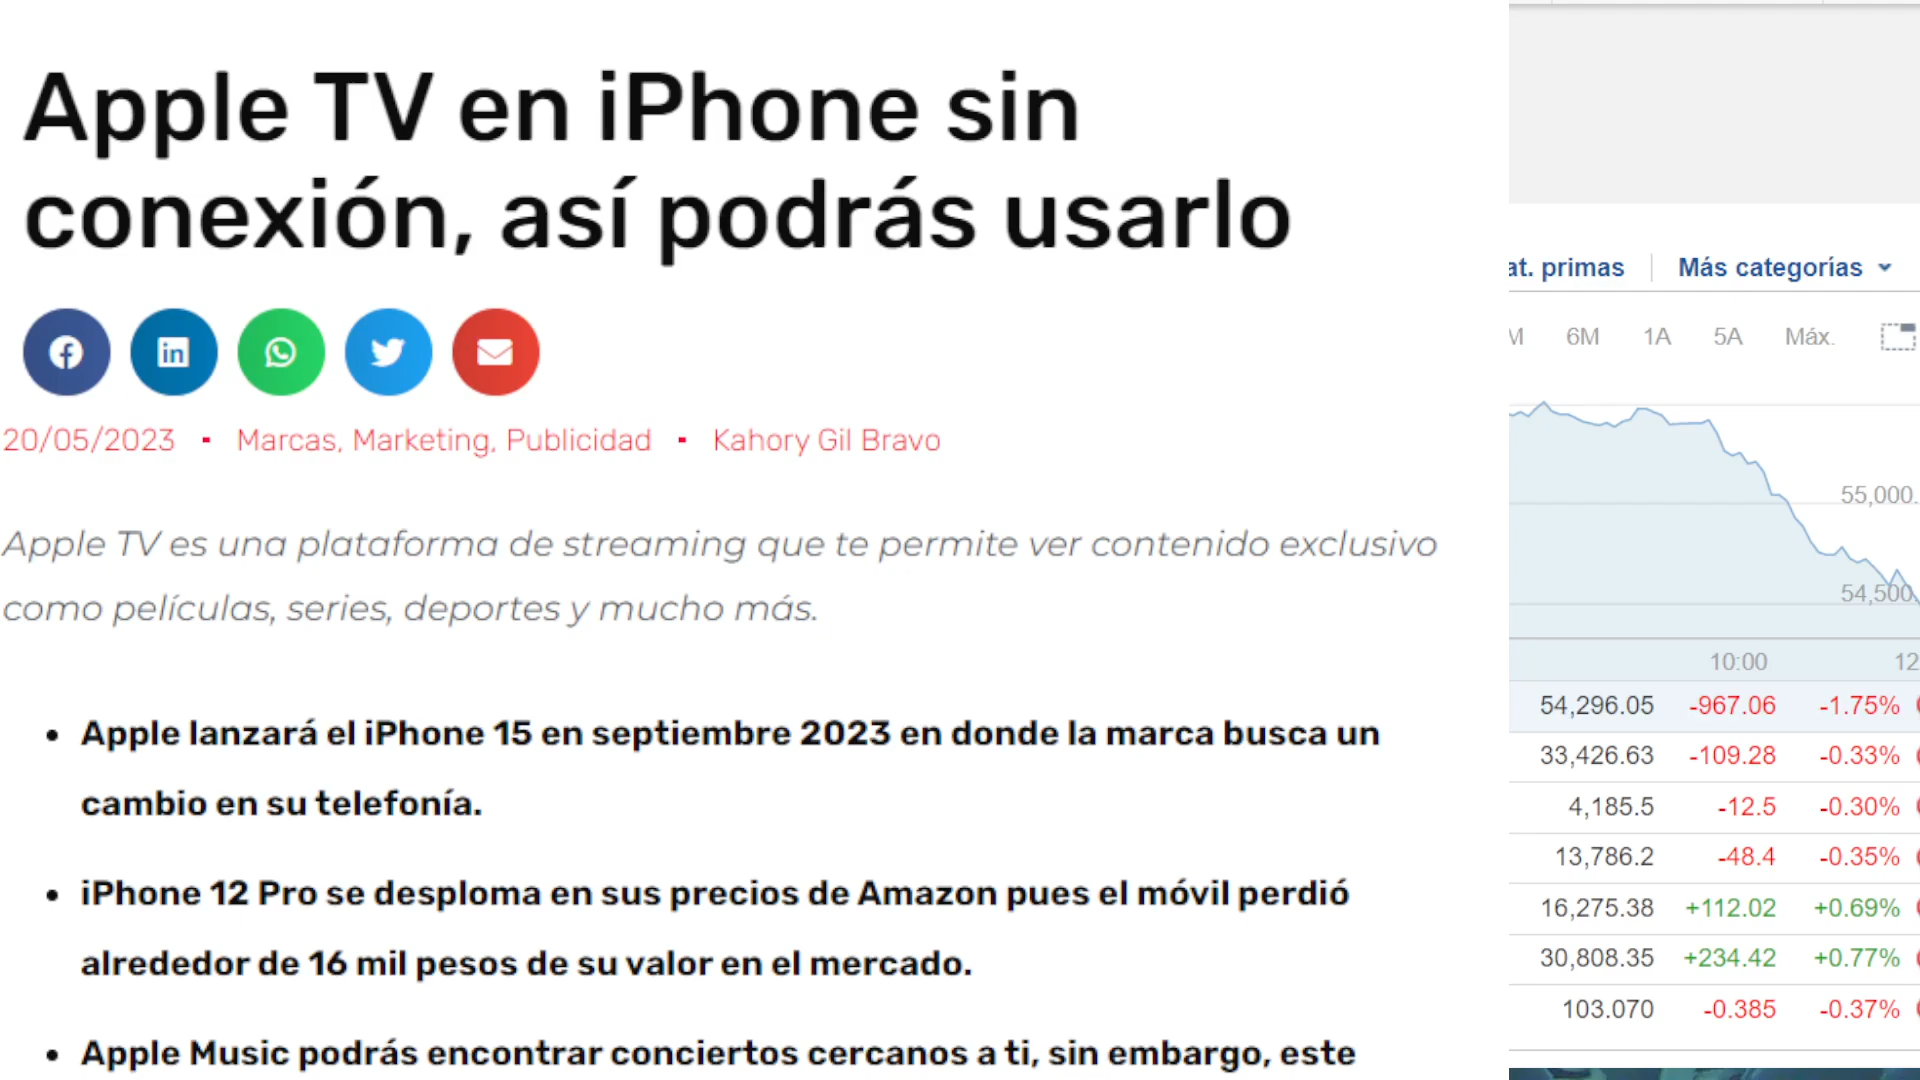 Apple TV en iPhone sin
conexión, así podrás usarlo
20/05/2023 ▪ Marcas, Marketing, Publicidad ▪ Kahory Gil Bravo
Apple TV es una plataforma de streaming que te permite ver contenido exclusivo
como películas, series, deportes y mucho más.
• Apple lanzará el iPhone 15 en septiembre 2023 en donde la marca busca un
cambio en su telefonía.
• iPhone 12 Pro se desploma en sus precios de Amazon pues el móvil perdió
alrededor de 16 mil pesos de su valor en el mercado.
• Apple Music podrás encontrar conciertos cercanos a ti, sin embargo, este
at. primas Más categorías
M 6M 1A 5A Máx.
55,000.
54,500.
10:00 12
54,296.05 -967.06 -1.75%
33,426.63 -109.28 -0.33%
4,185.5 -12.5 -0.30%
13,786.2 -48.4 -0.35%
16,275.38 +112.02 +0.69%
30,808.35 +234.42 +0.77%
103.070 -0.385 -0.37%